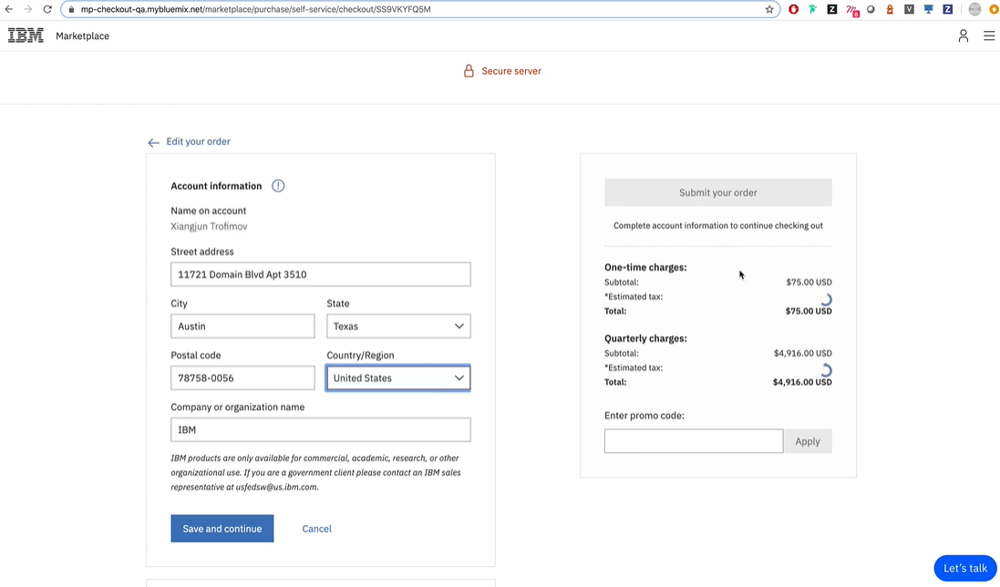 mp-checkout-qa.mybluemix.net/marketplace/purchase/self-service/checkout/SS9VKYFQ5M
IBM Marketplace
Secure server
Edit your order
Account information
Name on account
Xiangjun Trofimov
Street address
11721 Domain Blvd Apt 3510
City State
Austin Texas
Postal code Country/Region
78758-0056 United States
Company or organization name
IBM
IBM products are only available for commercial, academic, research, or other
organizational use. If you are a government client please contact an IBM sales
representative at usfedsw@us.ibm.com.
Save and continue Cancel
Submit your order
Complete account information to continue checking out
One-time charges:
Subtotal: $75.00 USD
*Estimated tax:
Total: $75.00 USD
Quarterly charges:
Subtotal: $4,916.00 USD
*Estimated tax:
Total: $4,916.00 USD
Enter promo code:
Apply
Let's talk